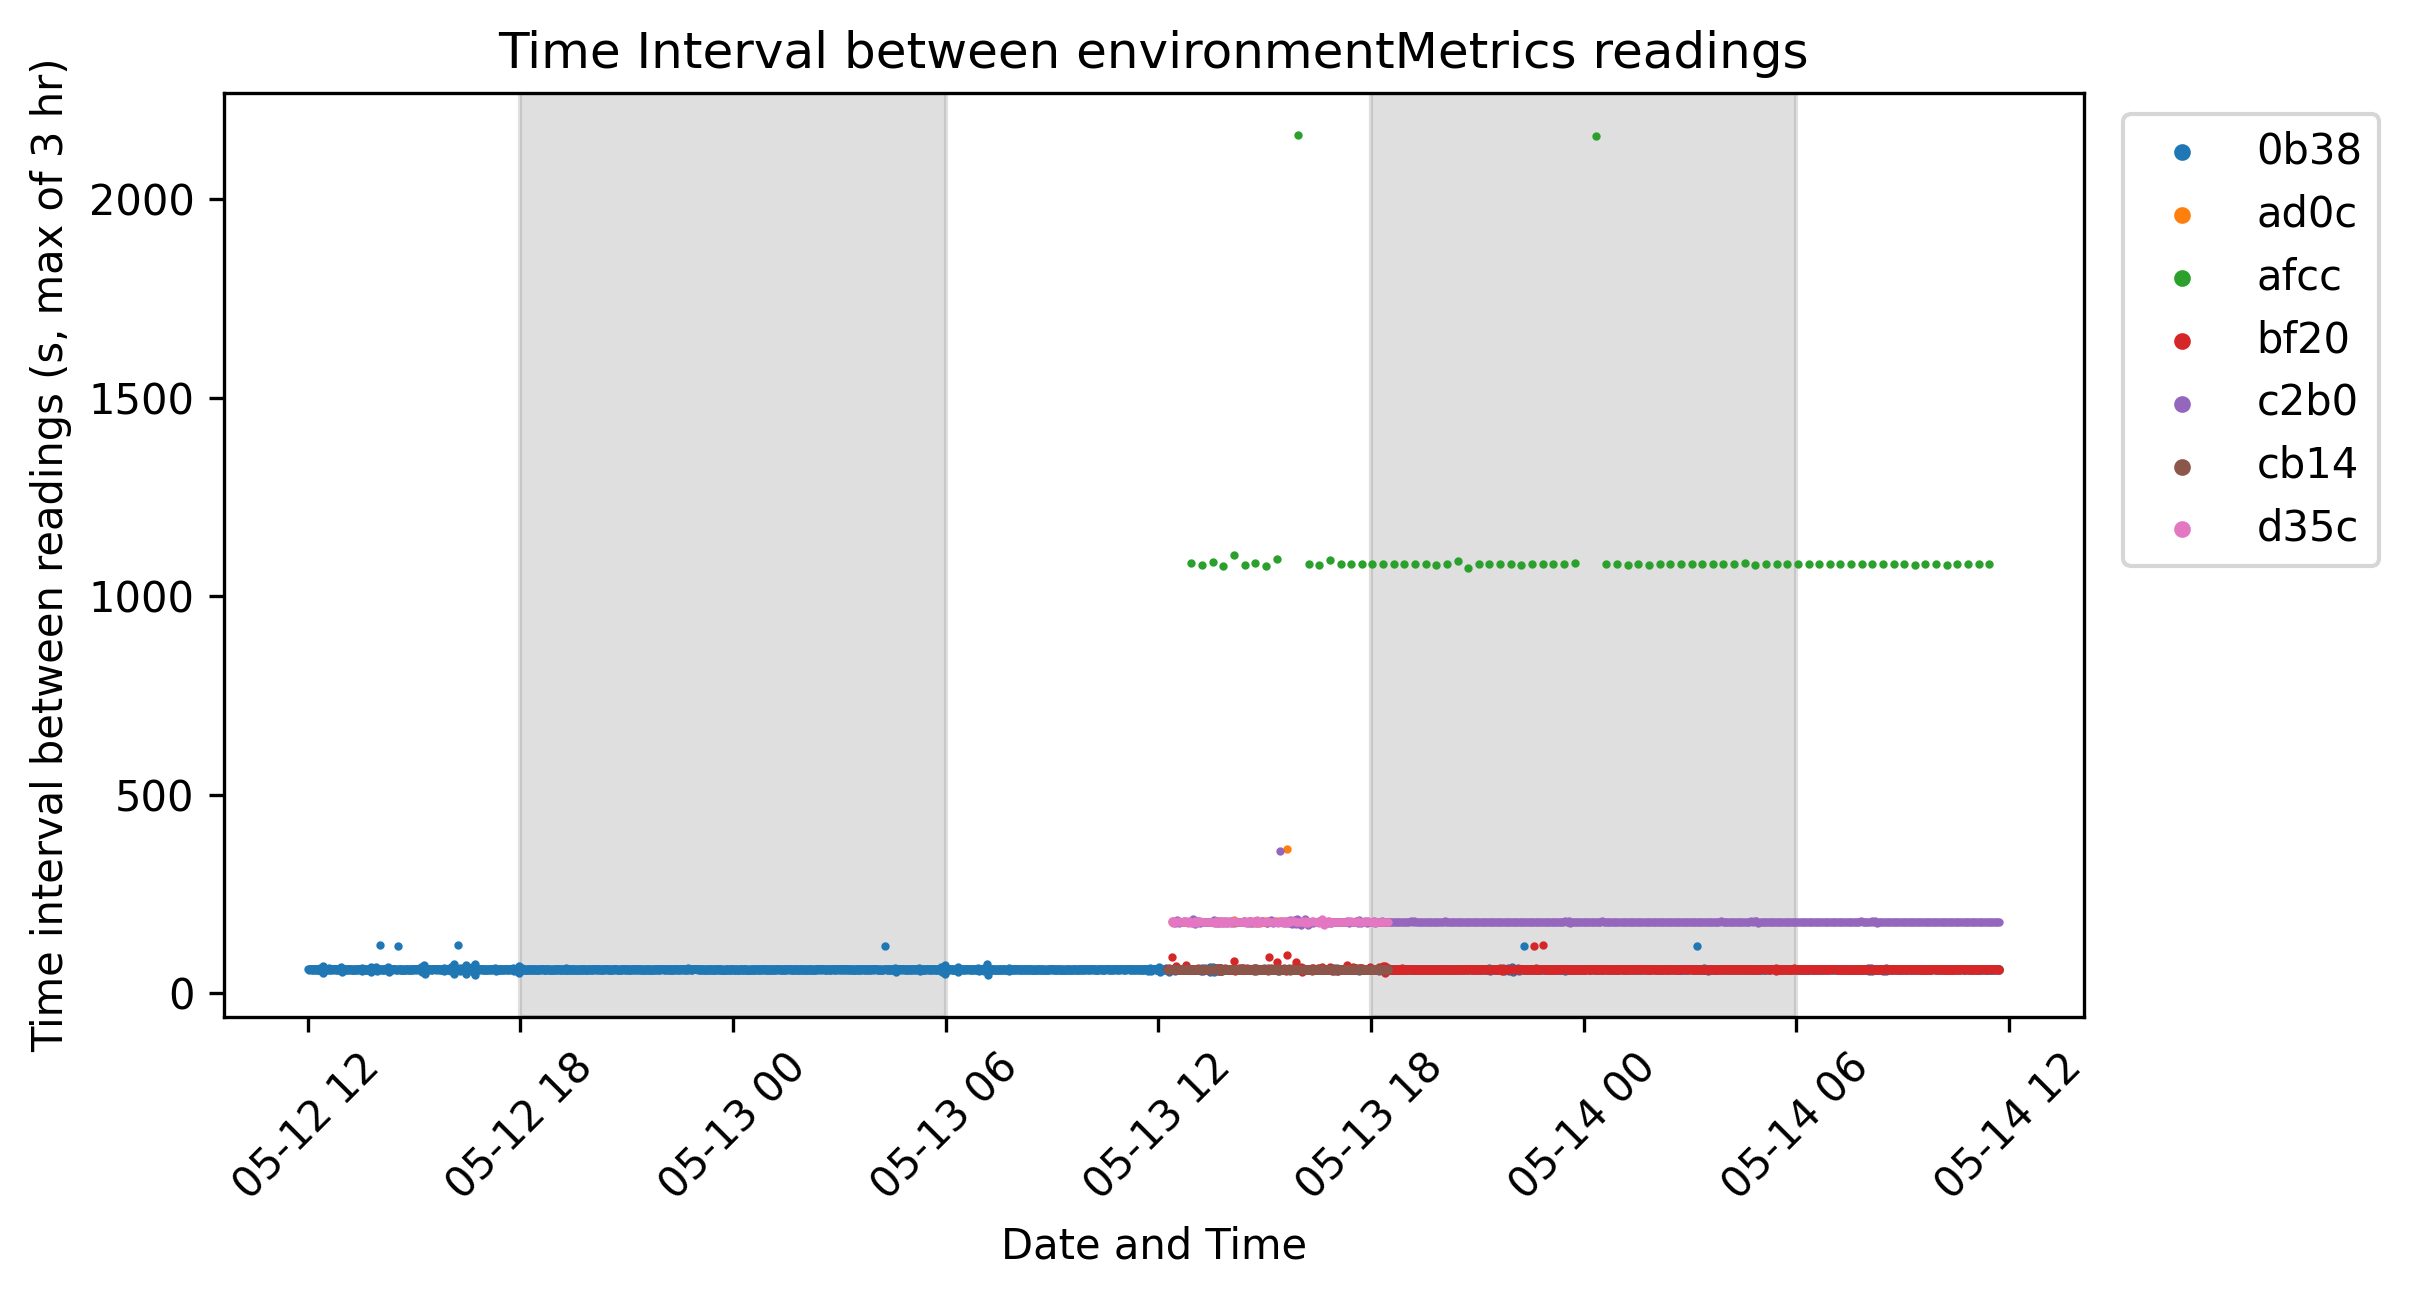 Time Interval between environmentMetrics readings
Time interval between readings (s, max of 3 hr)
2000
1500
1000
500
0
05-12 12
05-12 18
05-13 00
05-13 06
05-13 12
05-13 18
05-14 00
05-14 06
05-14 12
Date and Time
0b38
ad0c
afcc
bf20
c2b0
cb14
d35c